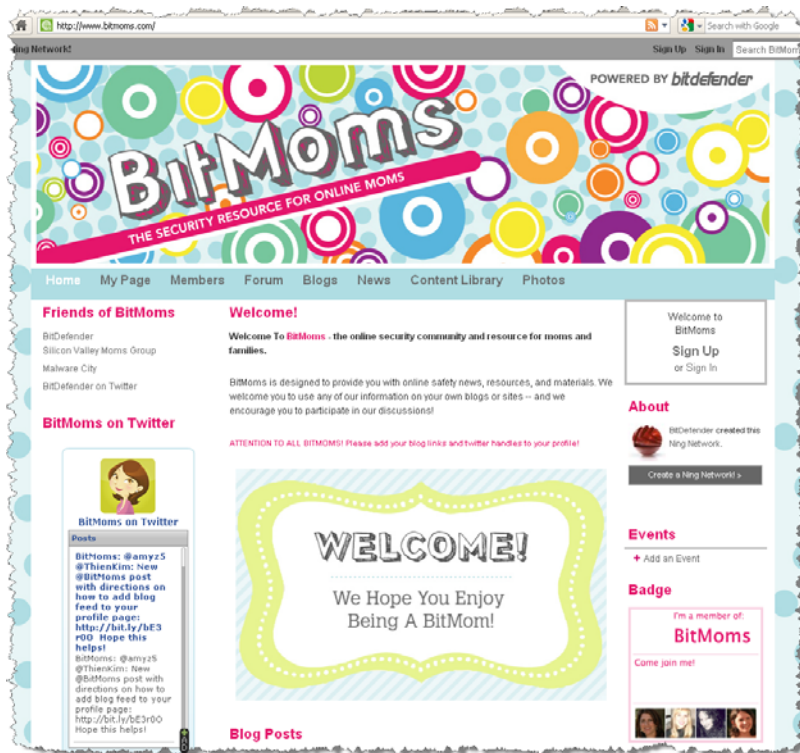 http://www.bitmoms.com/
Search with Google
ing Network!
Sign Up Sign In Search BitMom
POWERED BY bitdefender
BitMoms
THE SECURITY RESOURCE FOR ONLINE MOMS
Home My Page Members Forum Blogs News Content Library Photos
Friends of BitMoms
BitDefender
Silicon Valley Moms Group
Malware City
BitDefender on Twitter
BitMoms on Twitter
BitMoms on Twitter
Posts
BitMoms: @amyz5
@ThienKim: New
@BitMoms post
with directions on
how to add blog
feed to your
profile page:
http://bit.ly/bE3
r0O Hope this
helps!
BitMoms: @amyz5
@ThienKim: New
@BitMoms post with
directions on how to
add blog feed to your
profile page:
http://bit.ly/bE3r0O
Hope this helps!
Welcome!
Welcome To BitMoms - the online security community and resource for moms and
families.
BitMoms is designed to provide you with online safety news, resources, and materials. We
welcome you to use any of our information on your own blogs or sites -- and we
encourage you to participate in our discussions!
ATTENTION TO ALL BITMOMS! Please add your blog links and twitter handles to your profile!
WELCOME!
We Hope You Enjoy
Being A BitMom!
Blog Posts
Welcome to
BitMoms
Sign Up
or Sign In
About
BitDefender created this
Ning Network.
Create a Ning Network! »
Events
+ Add an Event
Badge
I'm a member of:
BitMoms
Come join me!